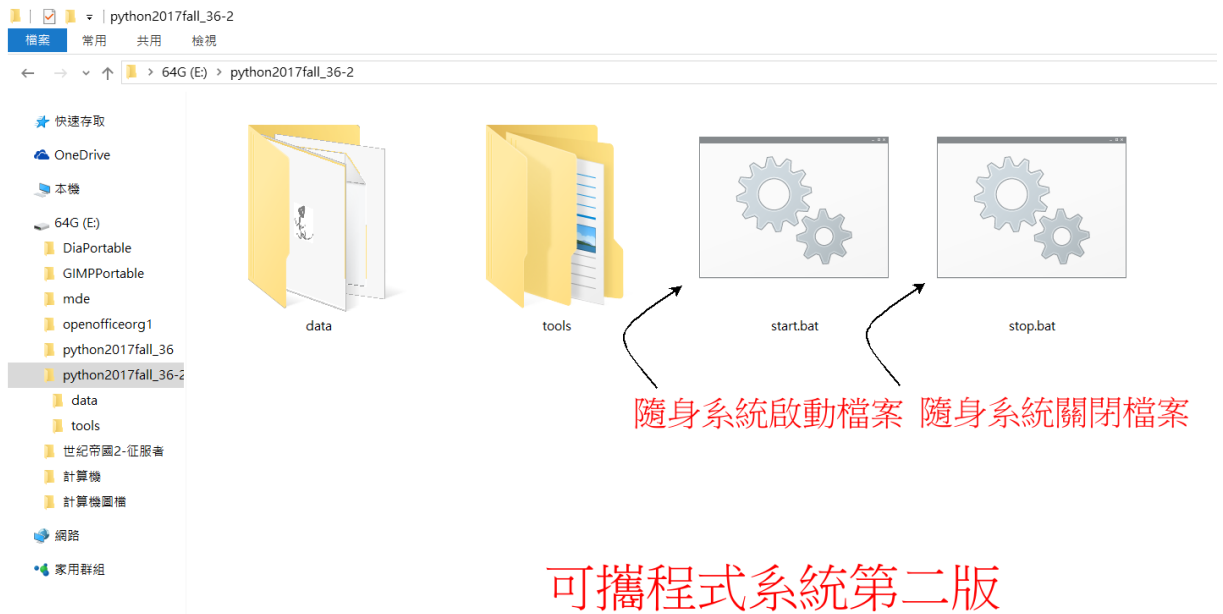 python2017fall_36-2
檔案 常用 共用 檢視
64G (E:) > python2017fall_36-2
快速存取
OneDrive
本機
64G (E:)
DiaPortable
GIMPPortable
mde
openofficeorg1
python2017fall_36
python2017fall_36-2
data
tools
世紀帝國2-征服者
計算機
計算機圖檔
網路
家用群組
data tools start.bat stop.bat
隨身系統啟動檔案 隨身系統關閉檔案
可攜程式系統第二版